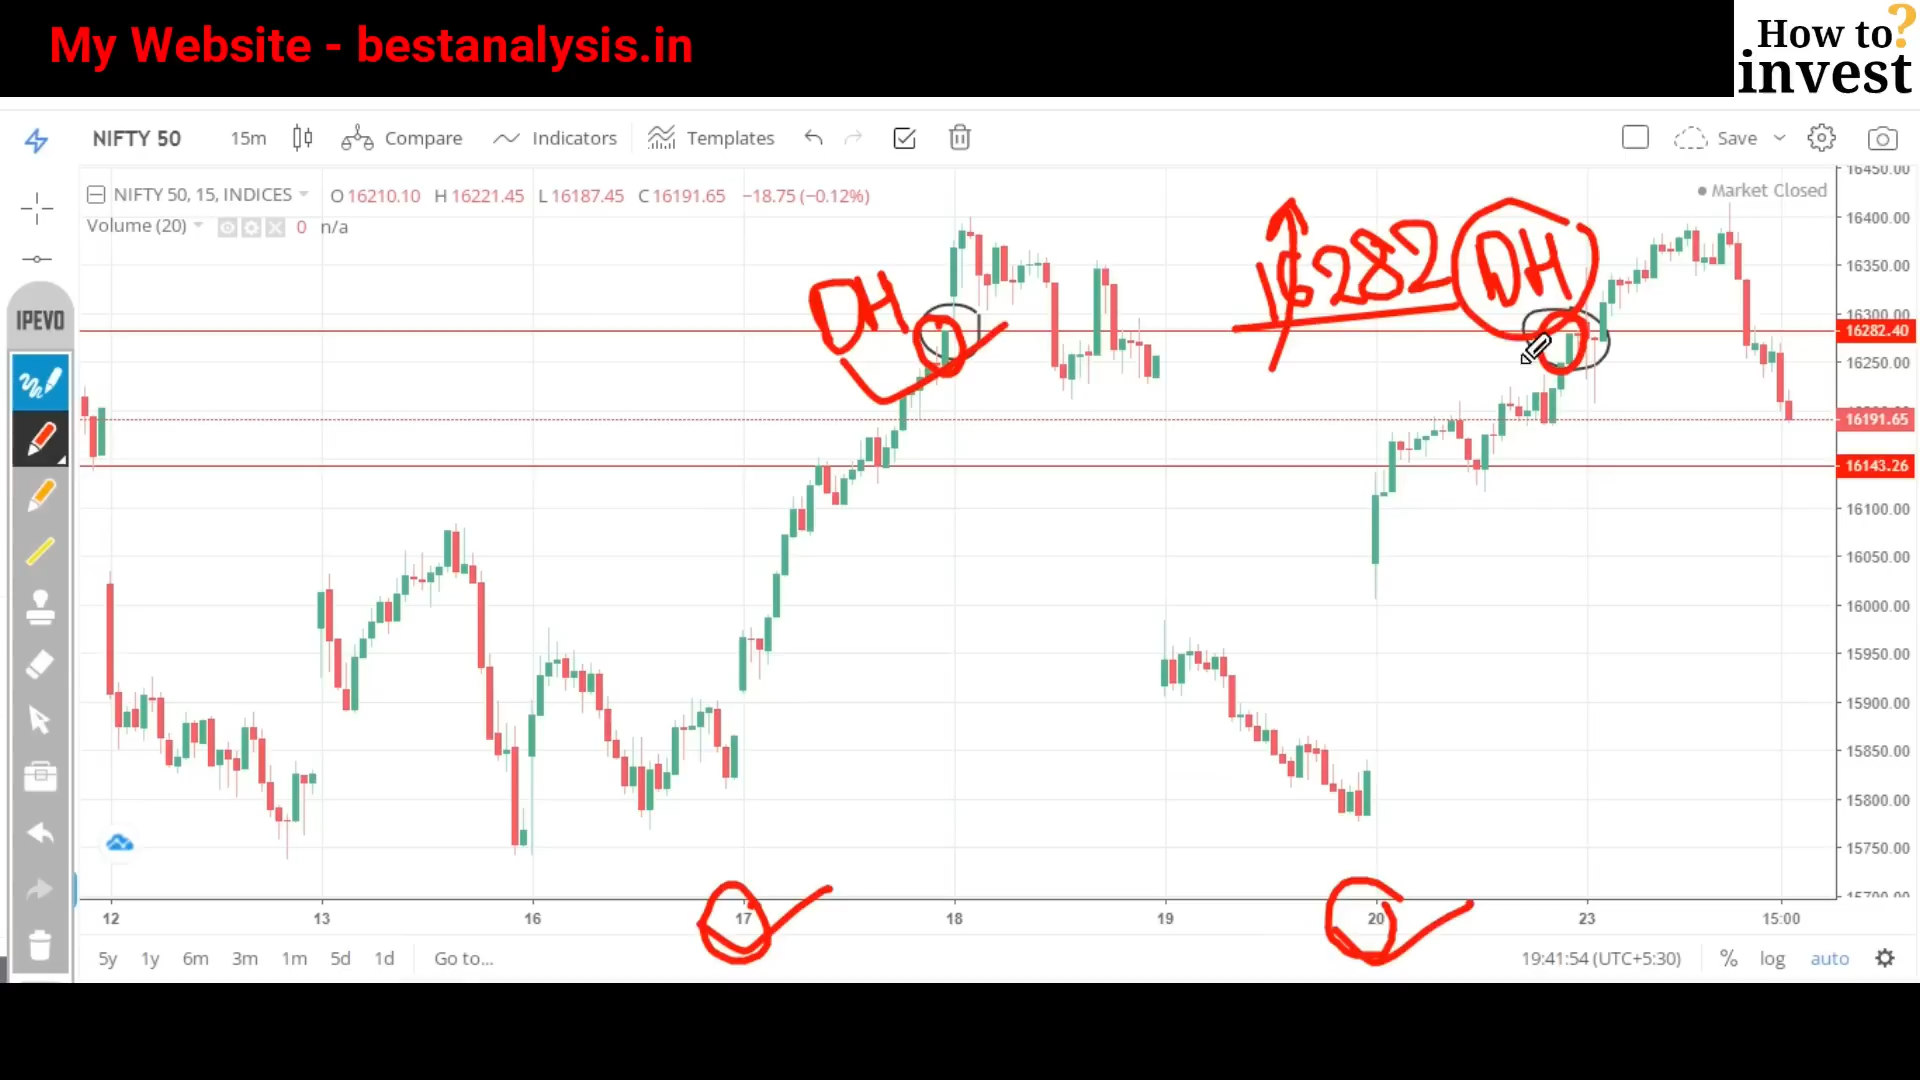 My Website - bestanalysis.in
How to?
invest
NIFTY 50 15m Compare Indicators Templates Save
NIFTY 50, 15, INDICES O 16210.10 H 16221.45 L 16187.45 C 16191.65 −18.75 (−0.12%)
Market Closed
Volume (20) 0 n/a
IPEVO
DH
16282 DH
16450.00
16400.00
16350.00
16300.00
16282.40
16250.00
16191.65
16143.26
16100.00
16050.00
16000.00
15950.00
15900.00
15850.00
15800.00
15750.00
15700.00
12 13 16 17 18 19 20 23 15:00
5y 1y 6m 3m 1m 5d 1d Go to... 19:41:54 (UTC+5:30) % log auto